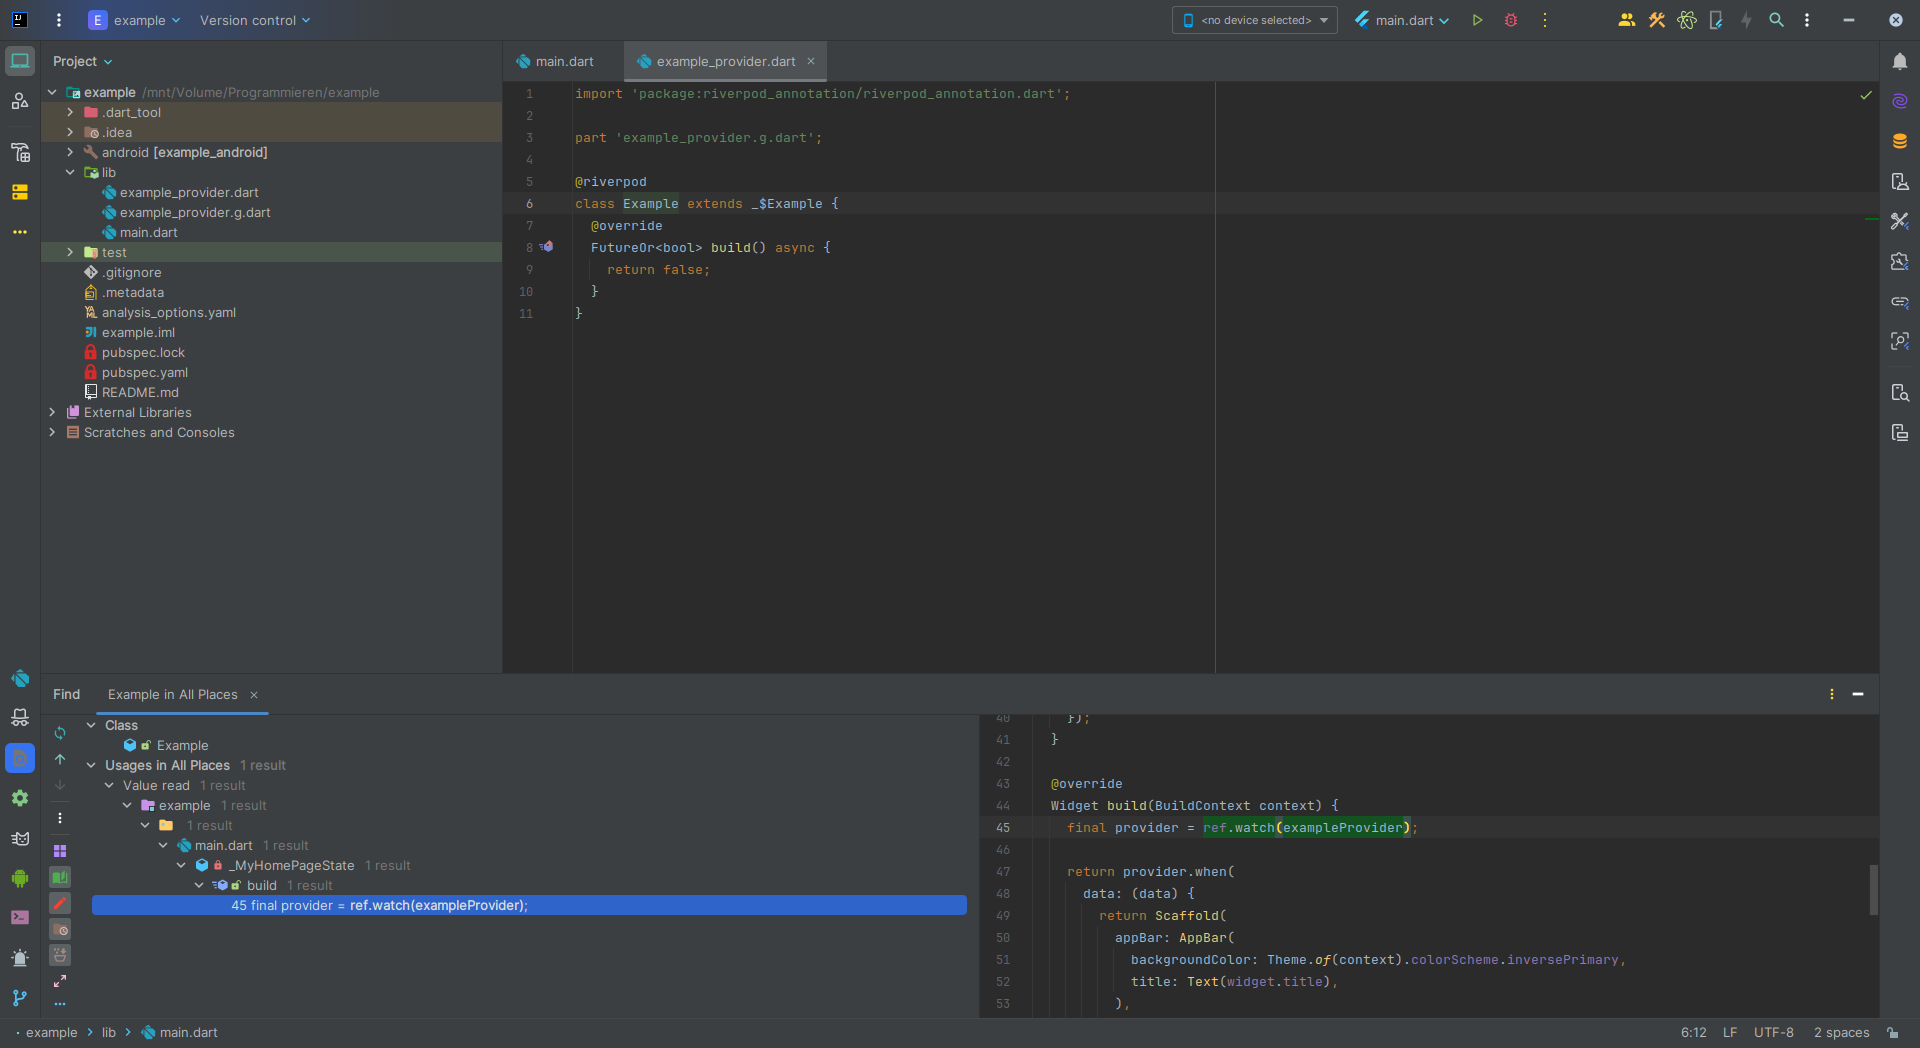 E example Version control <no device selected> main.dart
Project
main.dart example_provider.dart
example /mnt/Volume/Programmieren/example
.dart_tool
.idea
android [example_android]
lib
example_provider.dart
example_provider.g.dart
main.dart
test
.gitignore
.metadata
analysis_options.yaml
example.iml
pubspec.lock
pubspec.yaml
README.md
External Libraries
Scratches and Consoles
1 import 'package:riverpod_annotation/riverpod_annotation.dart';
2
3 part 'example_provider.g.dart';
4
5 @riverpod
6 class Example extends _$Example {
7 @override
8 FutureOr<bool> build() async {
9 return false;
10 }
11 }
Find Example in All Places
Class
Example
Usages in All Places 1 result
Value read 1 result
example 1 result
1 result
main.dart 1 result
_MyHomePageState 1 result
build 1 result
45 final provider = ref.watch(exampleProvider);
40 });
41 }
42
43 @override
44 Widget build(BuildContext context) {
45 final provider = ref.watch(exampleProvider);
46
47 return provider.when(
48 data: (data) {
49 return Scaffold(
50 appBar: AppBar(
51 backgroundColor: Theme.of(context).colorScheme.inversePrimary,
52 title: Text(widget.title),
53 ),
example > lib > main.dart 6:12 LF UTF-8 2 spaces